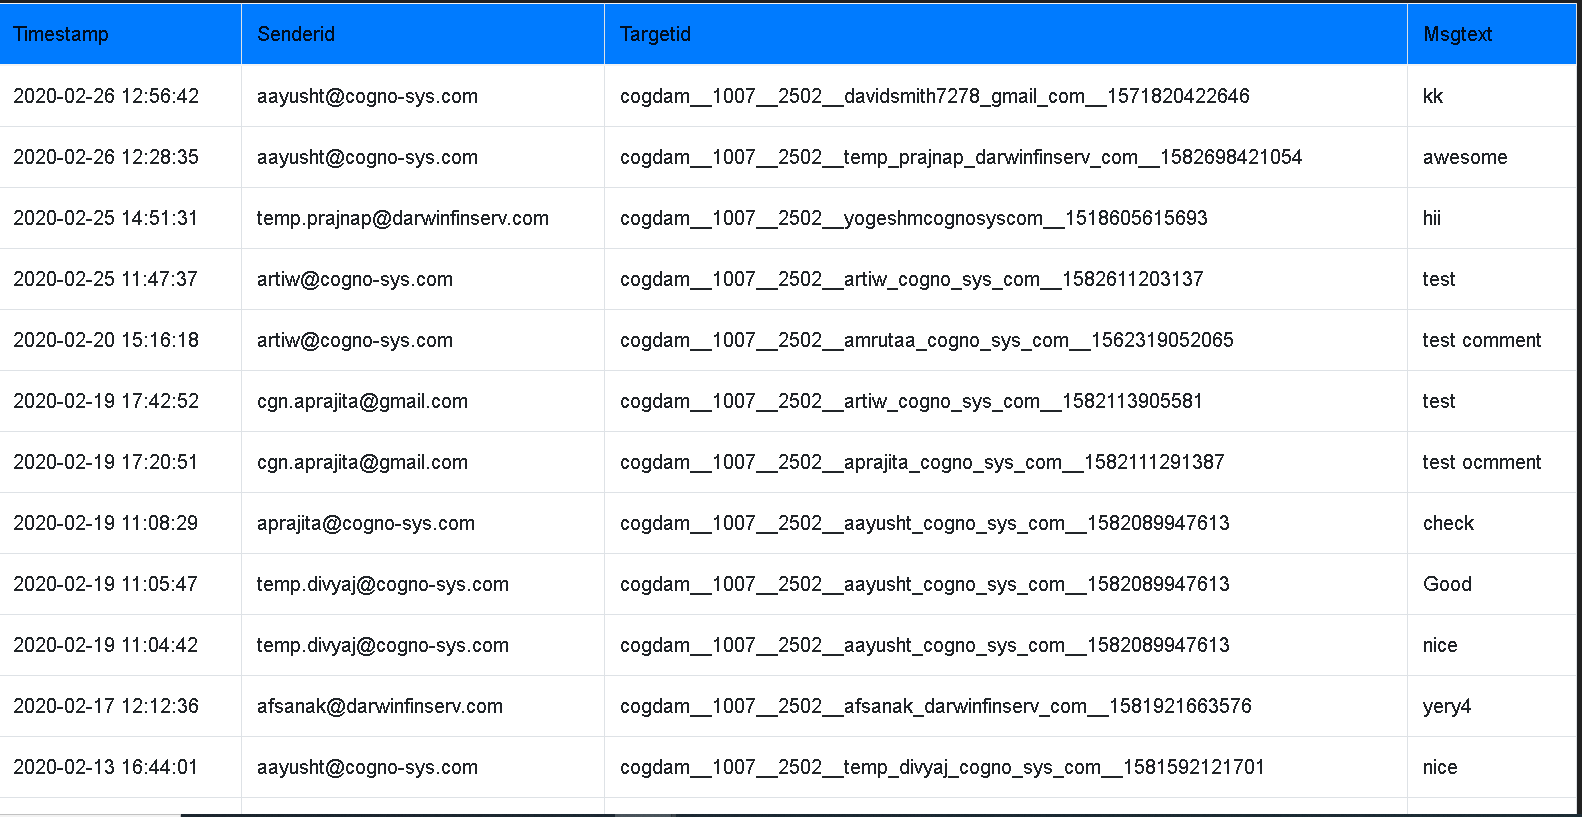 Timestamp Senderid Targetid Msgtext
2020-02-26 12:56:42 aayusht@cogno-sys.com cogdam__1007__2502__davidsmith7278_gmail_com__1571820422646 kk
2020-02-26 12:28:35 aayusht@cogno-sys.com cogdam__1007__2502__temp_prajnap_darwinfinserv_com__1582698421054 awesome
2020-02-25 14:51:31 temp.prajnap@darwinfinserv.com cogdam__1007__2502__yogeshmcognosyscom__1518605615693 hii
2020-02-25 11:47:37 artiw@cogno-sys.com cogdam__1007__2502__artiw_cogno_sys_com__1582611203137 test
2020-02-20 15:16:18 artiw@cogno-sys.com cogdam__1007__2502__amrutaa_cogno_sys_com__1562319052065 test comment
2020-02-19 17:42:52 cgn.aprajita@gmail.com cogdam__1007__2502__artiw_cogno_sys_com__1582113905581 test
2020-02-19 17:20:51 cgn.aprajita@gmail.com cogdam__1007__2502__aprajita_cogno_sys_com__1582111291387 test ocmment
2020-02-19 11:08:29 aprajita@cogno-sys.com cogdam__1007__2502__aayusht_cogno_sys_com__1582089947613 check
2020-02-19 11:05:47 temp.divyaj@cogno-sys.com cogdam__1007__2502__aayusht_cogno_sys_com__1582089947613 Good
2020-02-19 11:04:42 temp.divyaj@cogno-sys.com cogdam__1007__2502__aayusht_cogno_sys_com__1582089947613 nice
2020-02-17 12:12:36 afsanak@darwinfinserv.com cogdam__1007__2502__afsanak_darwinfinserv_com__1581921663576 yery4
2020-02-13 16:44:01 aayusht@cogno-sys.com cogdam__1007__2502__temp_divyaj_cogno_sys_com__1581592121701 nice